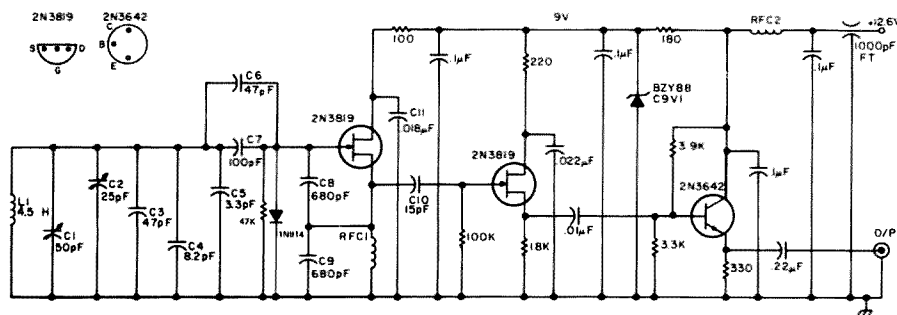 2N3819 2N3642
S D G
C B E
9V
RFC2
+12.6V
100
.1µF
220
.1µF
180
.1µF
1000pF
FT
C6
47pF
2N3819
C11
.018µF
BZY88
C9V1
C7
100pF
2N3819
.022µF
3.9K
.1µF
2N3642
L1
4.5 H
C1
50pF
C2
25pF
C3
47pF
C4
8.2pF
C5
3.3pF
47K
1N914
C8
680pF
C9
680pF
RFC1
C10
15pF
100K
.01µF
3.3K
330
.22µF
O/P